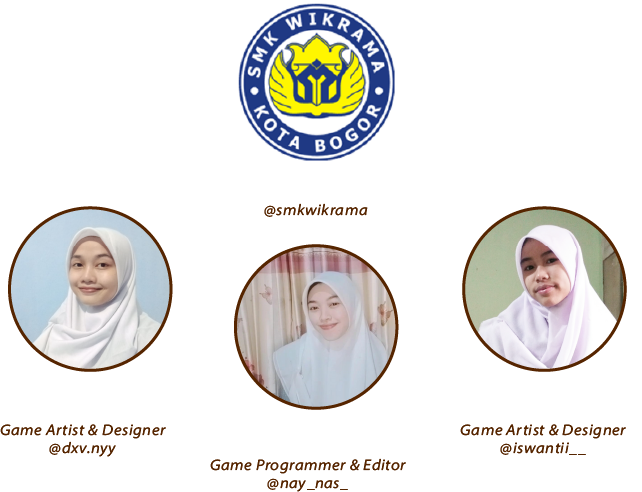 SMK WIKRAMA
KOTA BOGOR
@smkwikrama
Game Artist & Designer
@dxv.nyy
Game Programmer & Editor
@nay_nas_
Game Artist & Designer
@iswantii__